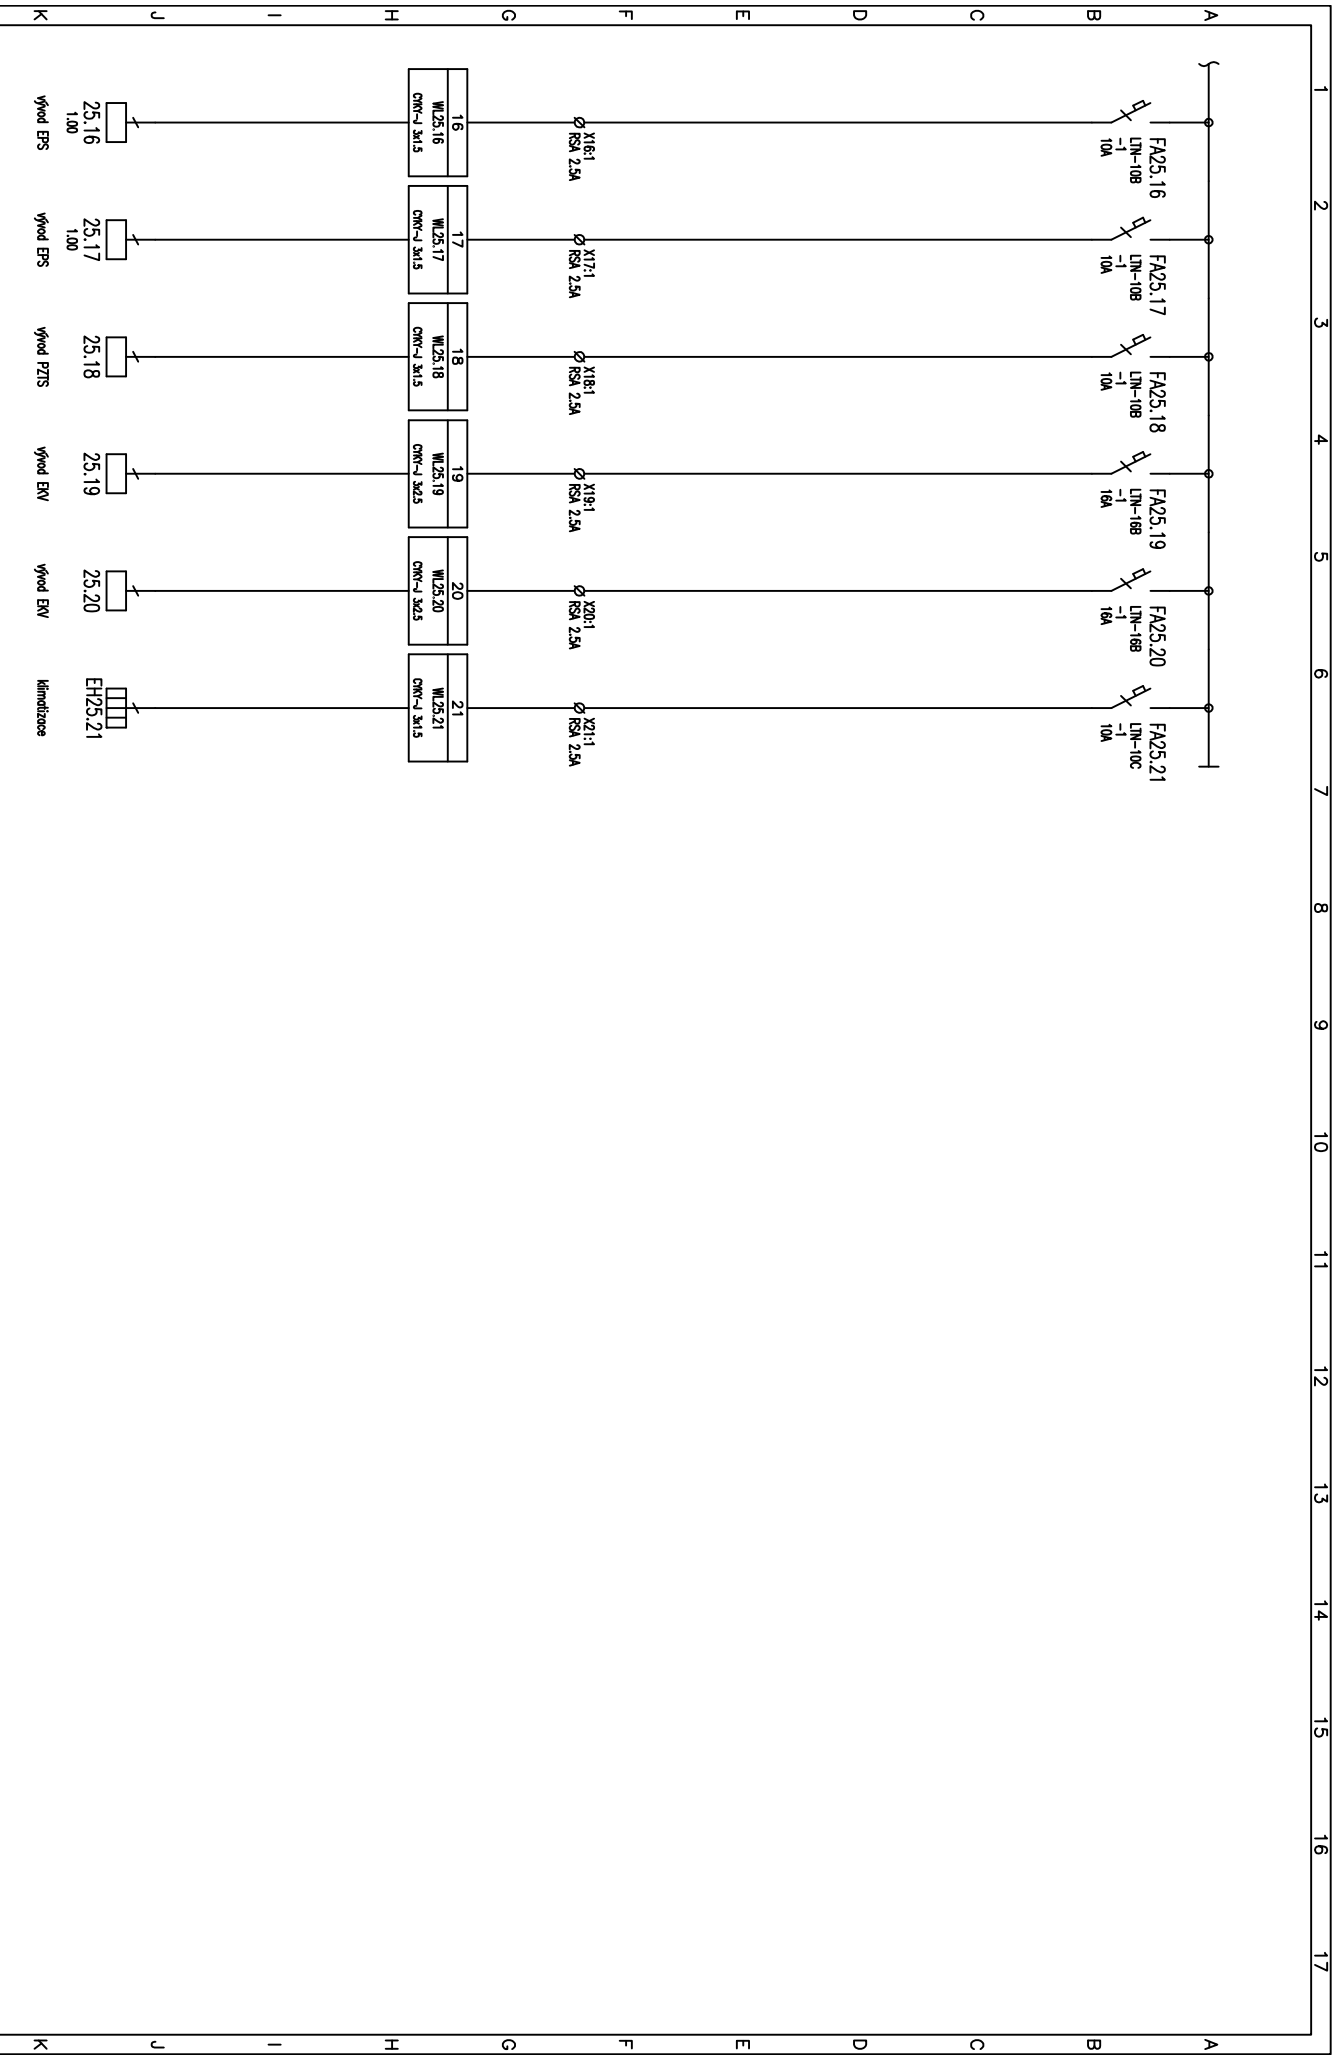 1 2 3 4 5 6 7 8 9 10 11 12 13 14 15 16 17
A A
FA25.16 FA25.17 FA25.18 FA25.19 FA25.20 FA25.21
LTN-10B LTN-10B LTN-10B LTN-16B LTN-16B LTN-10C
-1 -1 -1 -1 -1 -1
10A 10A 10A 16A 16A 10A
B B
C C
D D
E E
F F
X16:1 X17:1 X18:1 X19:1 X20:1 X21:1
RSA 2.5A RSA 2.5A RSA 2.5A RSA 2.5A RSA 2.5A RSA 2.5A
G G
16 17 18 19 20 21
WL25.16 WL25.17 WL25.18 WL25.19 WL25.20 WL25.21
CYKY-J 3x1.5 CYKY-J 3x1.5 CYKY-J 3x1.5 CYKY-J 3x2.5 CYKY-J 3x2.5 CYKY-J 3x1.5
H H
I I
J J
25.16 25.17 25.18 25.19 25.20 EH25.21
1.00 1.00
K K
vývod EPS vývod EPS vývod PZTS vývod EKV vývod EKV klimatizace